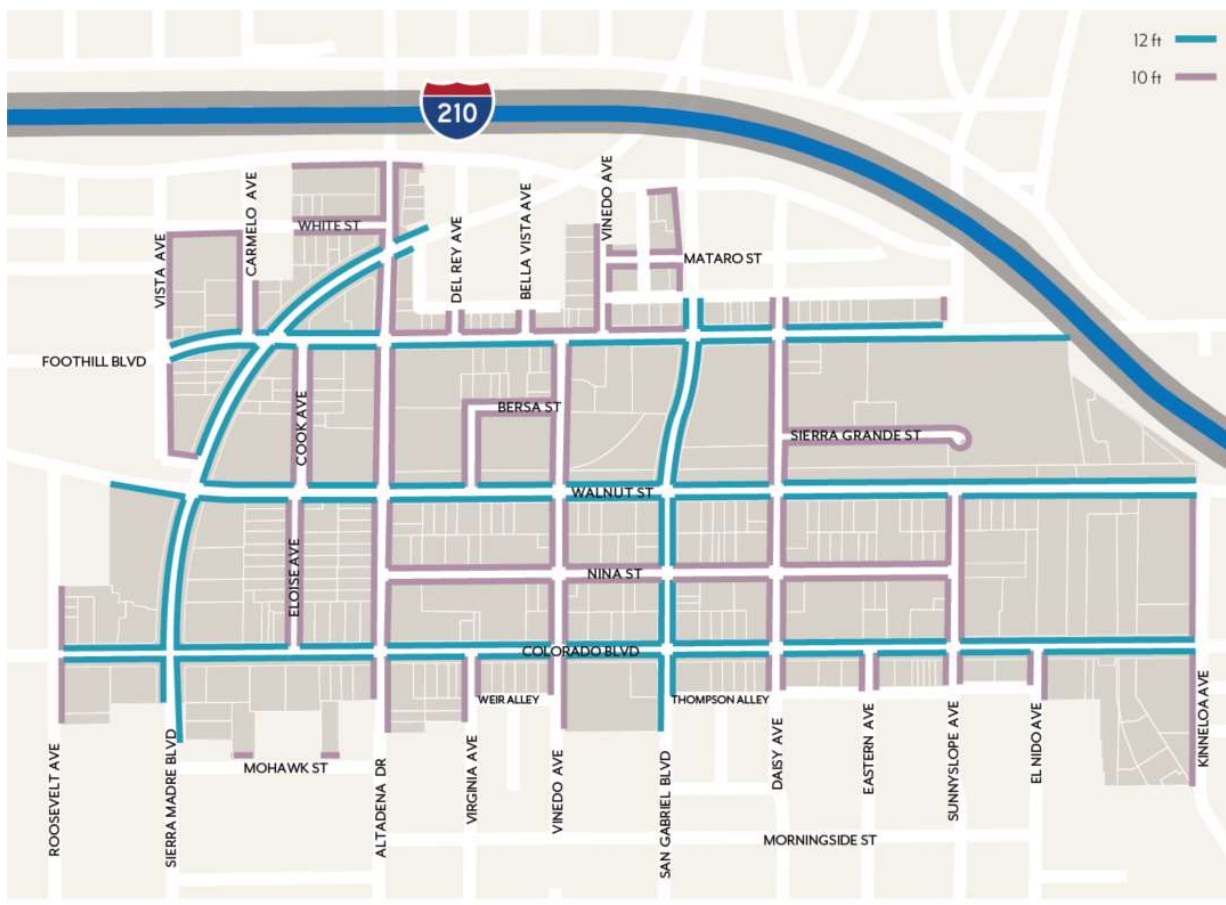 12 ft
10 ft
210
WHITE ST
VISTA AVE
CARMELO AVE
DEL REY AVE
BELLA VISTA AVE
VINEDO AVE
MATARO ST
FOOTHILL BLVD
COOK AVE
BERSA ST
SIERRA GRANDE ST
WALNUT ST
ELOISE AVE
NINA ST
COLORADO BLVD
WEIR ALLEY
THOMPSON ALLEY
MOHAWK ST
ROOSEVELT AVE
SIERRA MADRE BLVD
ALTADENA DR
VIRGINIA AVE
VINEDO AVE
SAN GABRIEL BLVD
DAISY AVE
EASTERN AVE
SUNNYSLOPE AVE
EL NIDO AVE
KINNELOA AVE
MORNINGSIDE ST